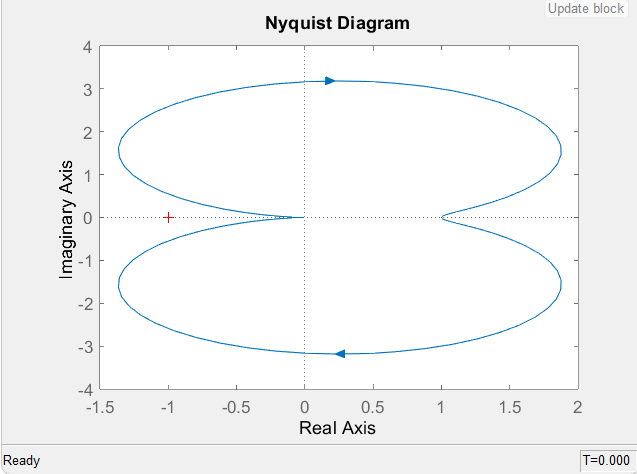 Update block
Nyquist Diagram
4
3
2
1
0
-1
-2
-3
-4
Imaginary Axis
-1.5 -1 -0.5 0 0.5 1 1.5 2
Real Axis
Ready T=0.000